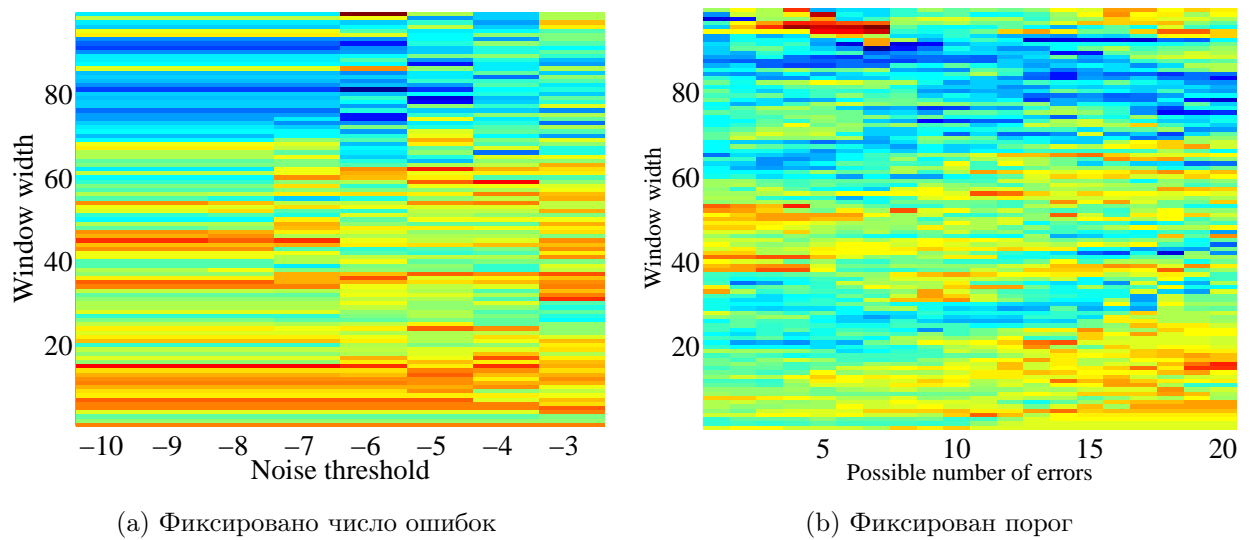 Window width
80
60
40
20
−10 −9 −8 −7 −6 −5 −4 −3
Noise threshold
(a) Фиксировано число ошибок
Window width
80
60
40
20
5 10 15 20
Possible number of errors
(b) Фиксирован порог